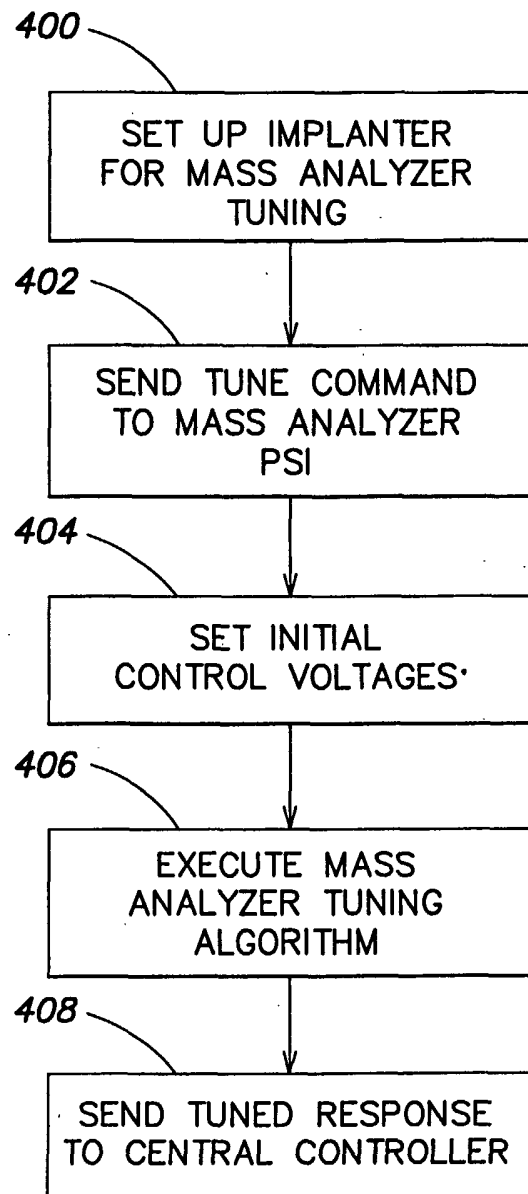 400
SET UP IMPLANTER
FOR MASS ANALYZER
TUNING
402
SEND TUNE COMMAND
TO MASS ANALYZER
PSI
404
SET INITIAL
CONTROL VOLTAGES
406
EXECUTE MASS
ANALYZER TUNING
ALGORITHM
408
SEND TUNED RESPONSE
TO CENTRAL CONTROLLER